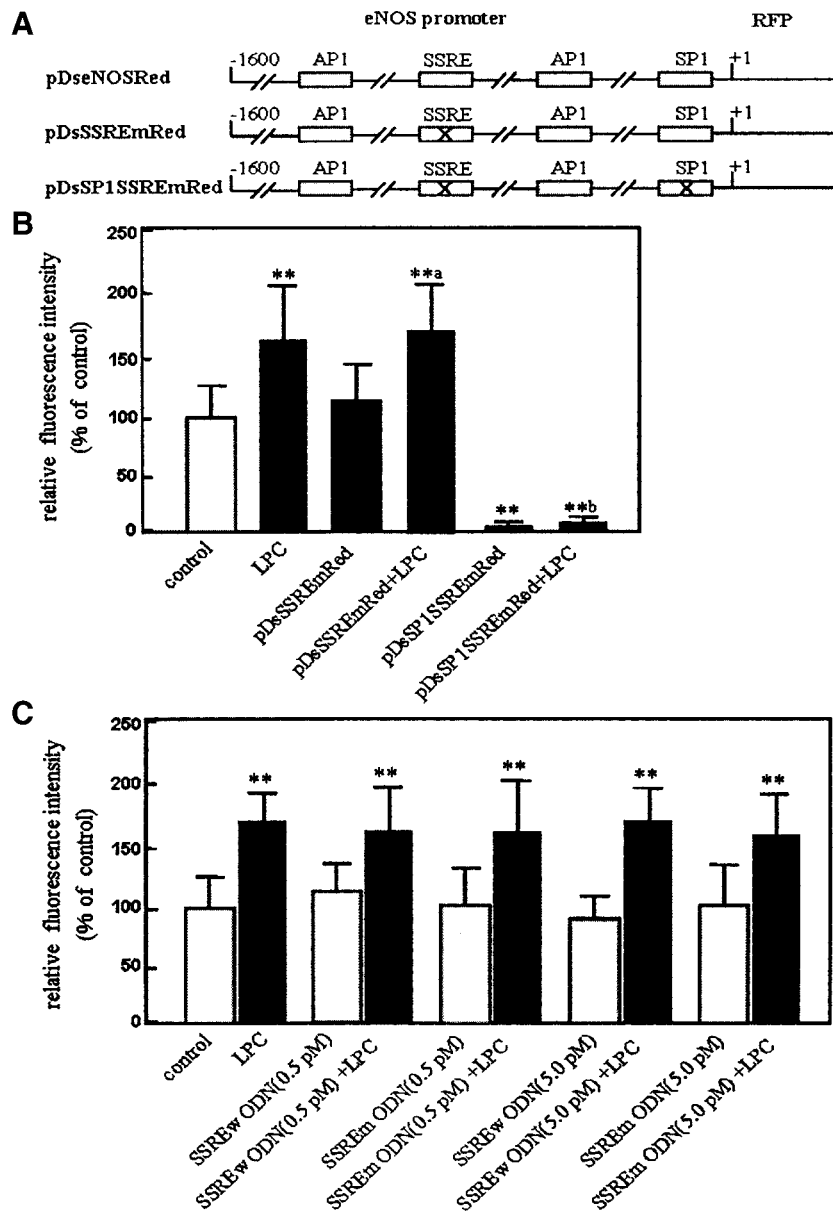 A
eNOS promoter RFP
pDseNOSRed -1600 AP1 SSRE AP1 SP1 +1
pDsSSREmRed -1600 AP1 SSRE AP1 SP1 +1
pDsSP1SSREmRed -1600 AP1 SSRE AP1 SP1 +1
B
relative fluorescence intensity
(% of control)
250
200
150
100
50
0
**
**a
**
**b
control
LPC
pDsSSREmRed
pDsSSREmRed+LPC
pDsSP1SSREmRed
pDsSP1SSREmRed+LPC
C
relative fluorescence intensity
(% of control)
250
200
150
100
50
0
**
**
**
**
**
control
LPC
SSREw ODN(0.5 pM)
SSREw ODN(0.5 pM) +LPC
SSREm ODN(0.5 pM)
SSREm ODN(0.5 pM) +LPC
SSREw ODN(5.0 pM)
SSREw ODN(5.0 pM) +LPC
SSREm ODN(5.0 pM)
SSREm ODN(5.0 pM) +LPC